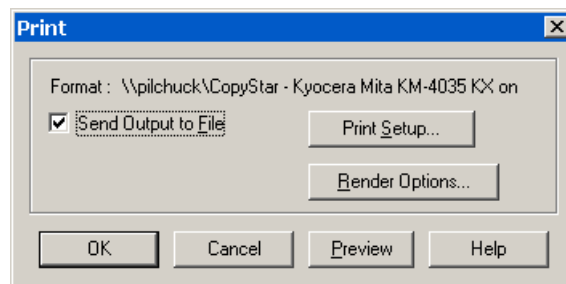 Print
Format : \\pilchuck\CopyStar - Kyocera Mita KM-4035 KX on
Send Output to File
Print Setup...
Render Options...
OK Cancel Preview Help